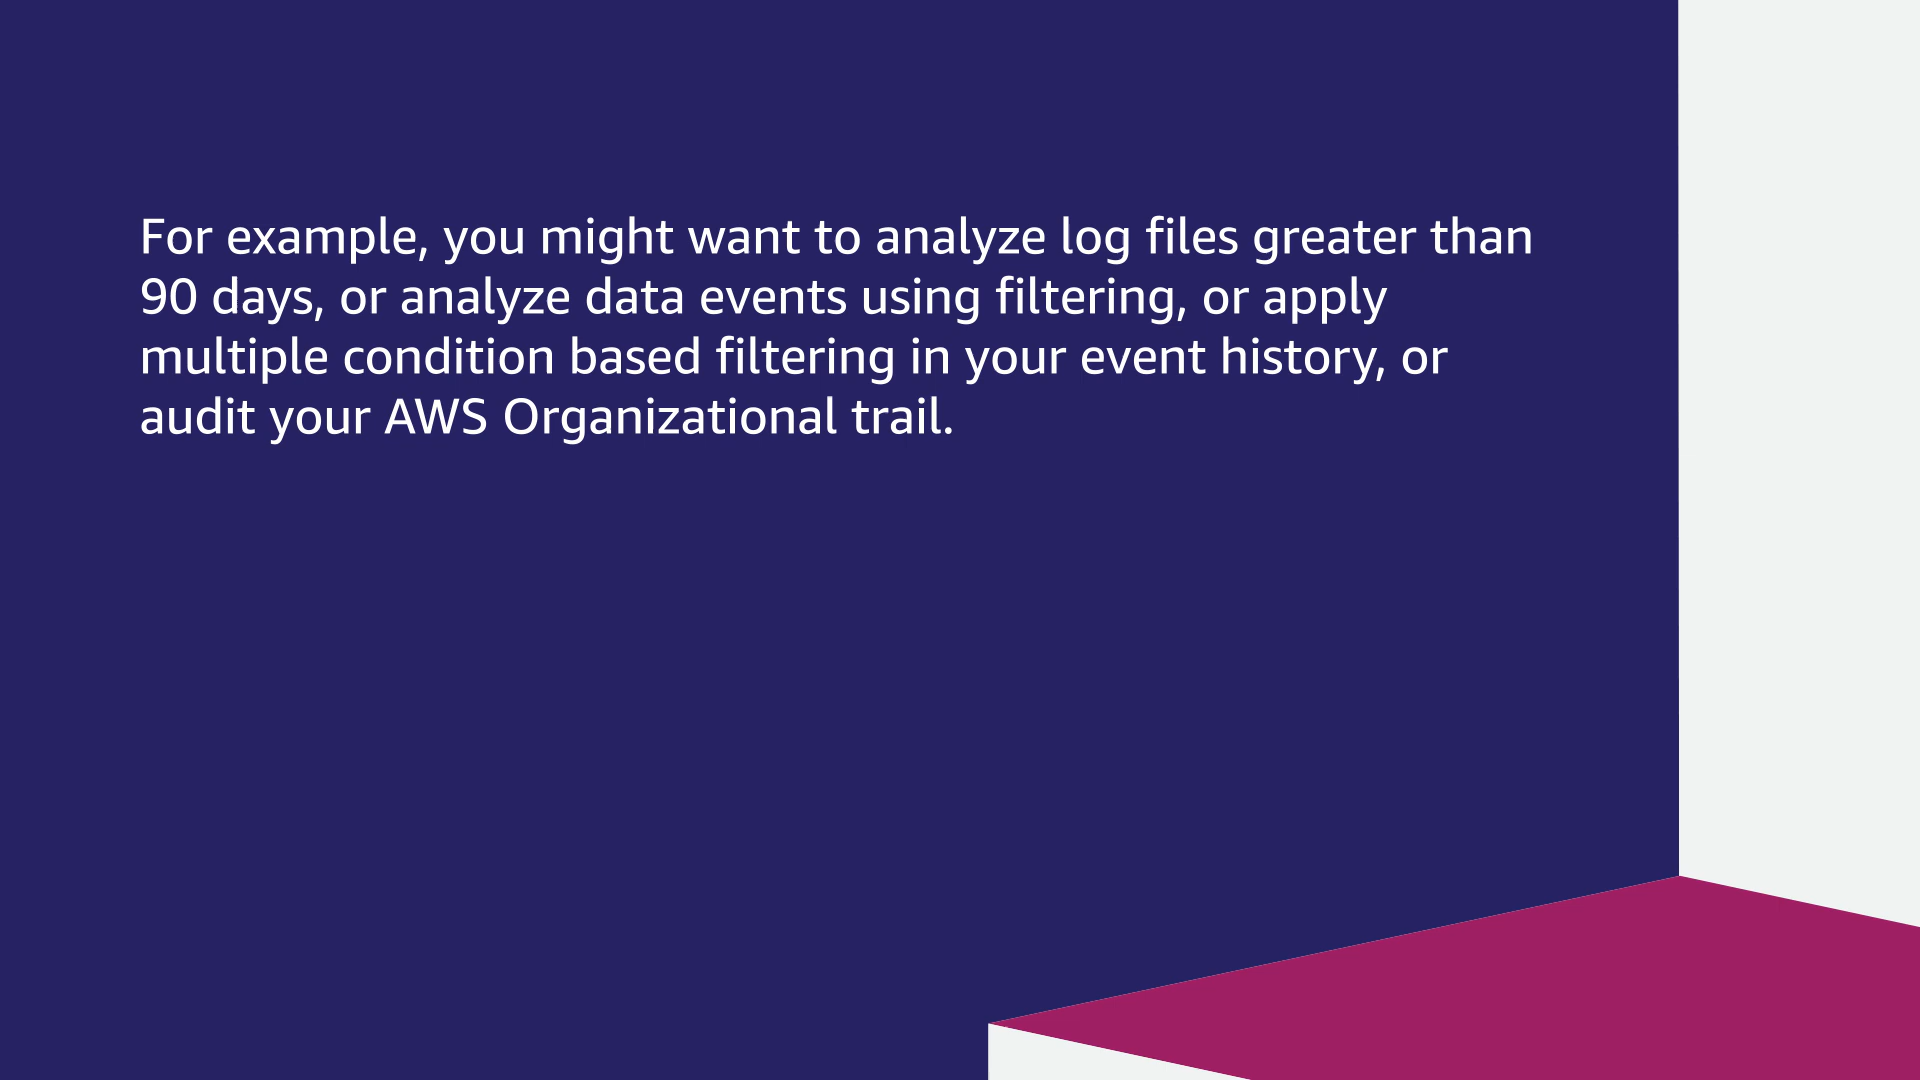 For example, you might want to analyze log files greater than
90 days, or analyze data events using filtering, or apply
multiple condition based filtering in your event history, or
audit your AWS Organizational trail.